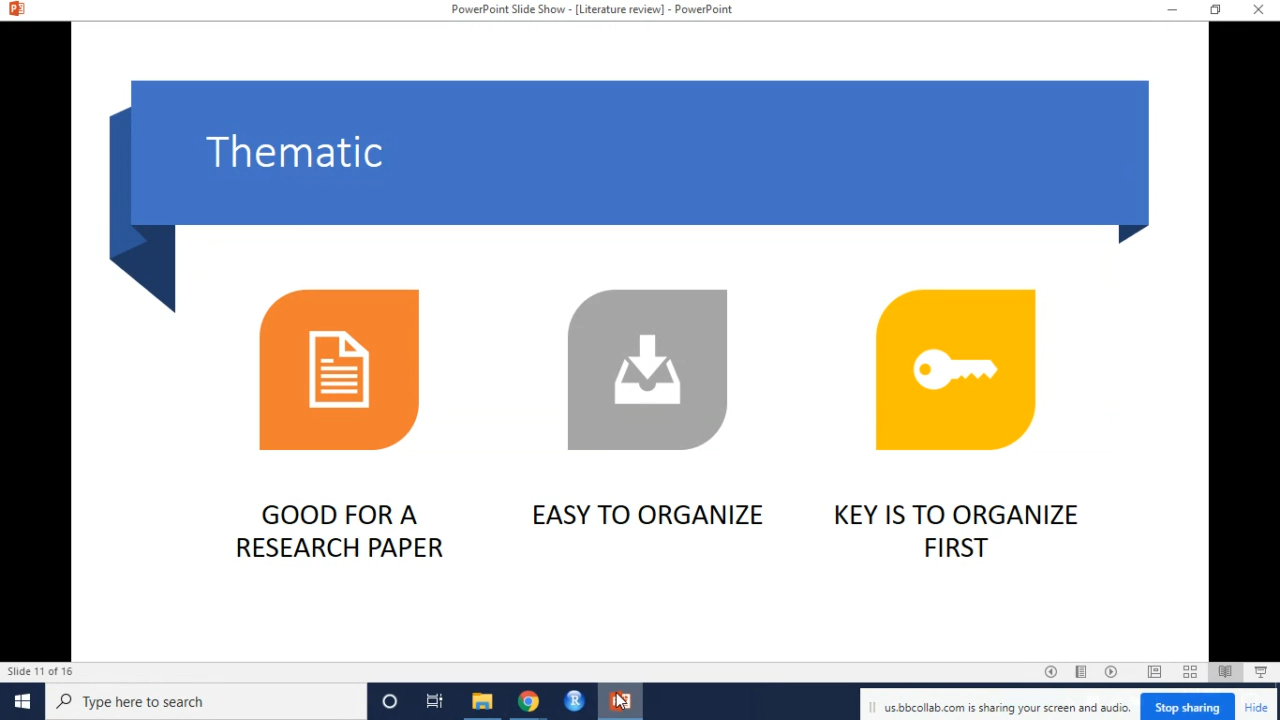 PowerPoint Slide Show - [Literature review] - PowerPoint
Thematic
GOOD FOR A
RESEARCH PAPER
EASY TO ORGANIZE
KEY IS TO ORGANIZE
FIRST
Slide 11 of 16
Type here to search
R
us.bbcollab.com is sharing your screen and audio.
Stop sharing
Hide